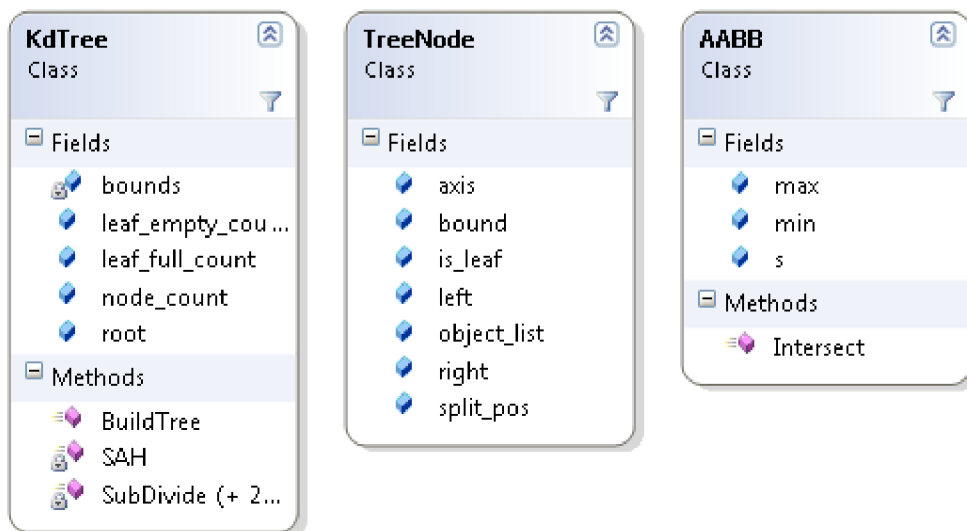 KdTree
Class
Fields
bounds
leaf_empty_cou...
leaf_full_count
node_count
root
Methods
BuildTree
SAH
SubDivide (+ 2...
TreeNode
Class
Fields
axis
bound
is_leaf
left
object_list
right
split_pos
AABB
Class
Fields
max
min
s
Methods
Intersect